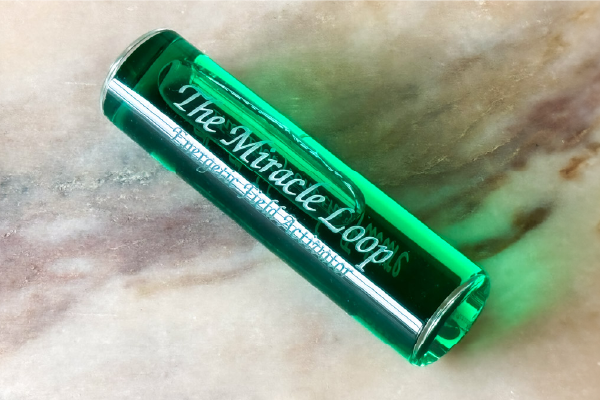 The Miracle Loop
Energetic Field Activator